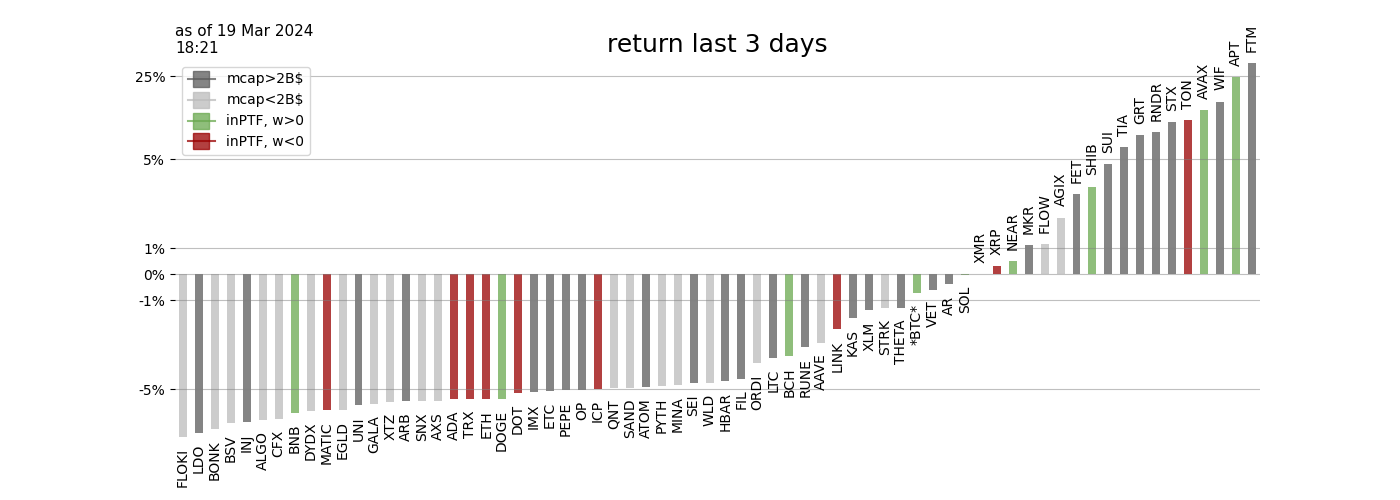 as of 19 Mar 2024
18:21
return last 3 days
mcap>2B$
mcap<2B$
inPTF, w>0
inPTF, w<0
25%
5%
1%
0%
-1%
-5%
FLOKI
LDO
BONK
BSV
INJ
ALGO
CFX
BNB
DYDX
MATIC
EGLD
UNI
GALA
XTZ
ARB
SNX
AXS
ADA
TRX
ETH
DOGE
DOT
IMX
ETC
PEPE
OP
ICP
QNT
SAND
ATOM
PYTH
MINA
SEI
WLD
HBAR
FIL
ORDI
LTC
BCH
RUNE
AAVE
LINK
KAS
XLM
STRK
THETA
*BTC*
VET
AR
SOL
XMR
XRP
NEAR
MKR
FLOW
AGIX
FET
SHIB
SUI
TIA
GRT
RNDR
STX
TON
AVAX
WIF
APT
FTM